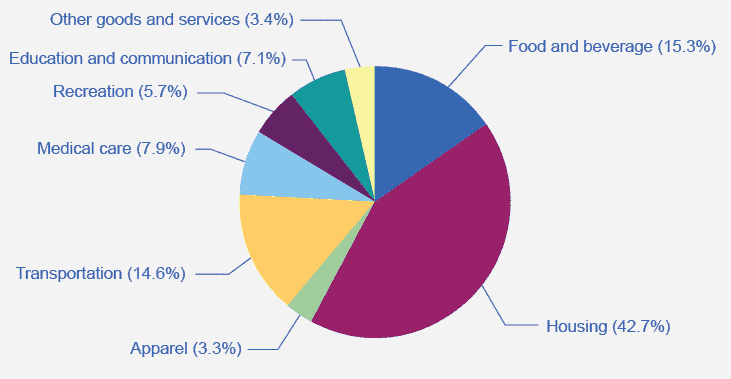 Other goods and services (3.4%)
Food and beverage (15.3%)
Education and communication (7.1%)
Recreation (5.7%)
Medical care (7.9%)
Transportation (14.6%)
Housing (42.7%)
Apparel (3.3%)